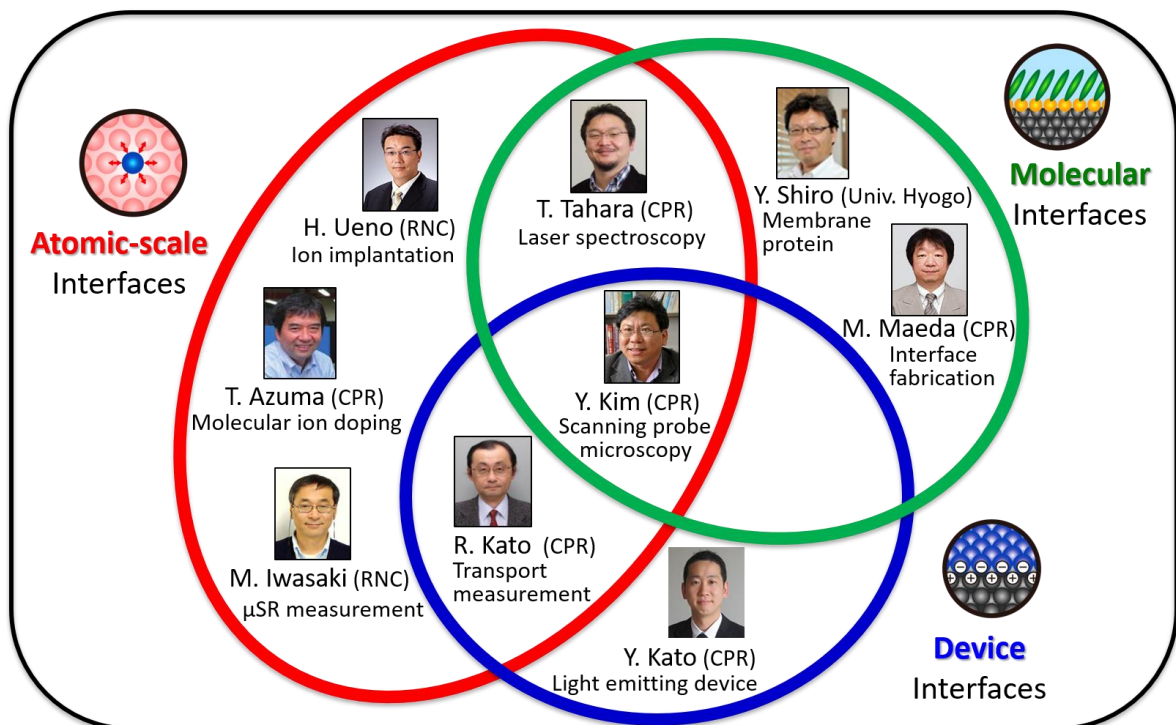 Atomic-scale
Interfaces
H. Ueno (RNC)
Ion implantation
T. Azuma (CPR)
Molecular ion doping
M. Iwasaki (RNC)
μSR measurement
T. Tahara (CPR)
Laser spectroscopy
Y. Kim (CPR)
Scanning probe
microscopy
R. Kato (CPR)
Transport
measurement
Y. Kato (CPR)
Light emitting device
Y. Shiro (Univ. Hyogo)
Membrane
protein
M. Maeda (CPR)
Interface
fabrication
Molecular
Interfaces
Device
Interfaces